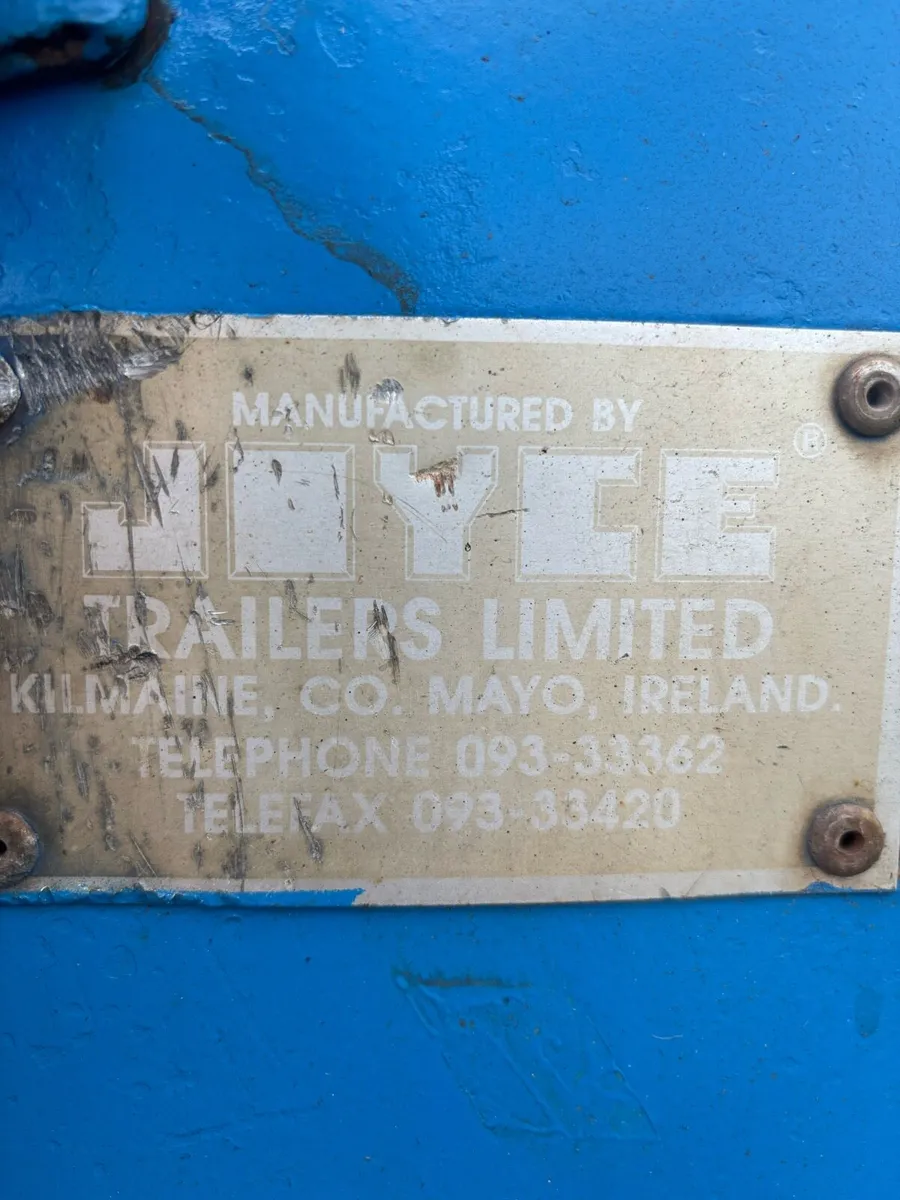 MANUFACTURED BY
JOYCE ®
TRAILERS LIMITED
KILMAINE, CO. MAYO, IRELAND.
TELEPHONE 093-33362
TELEFAX 093-33420